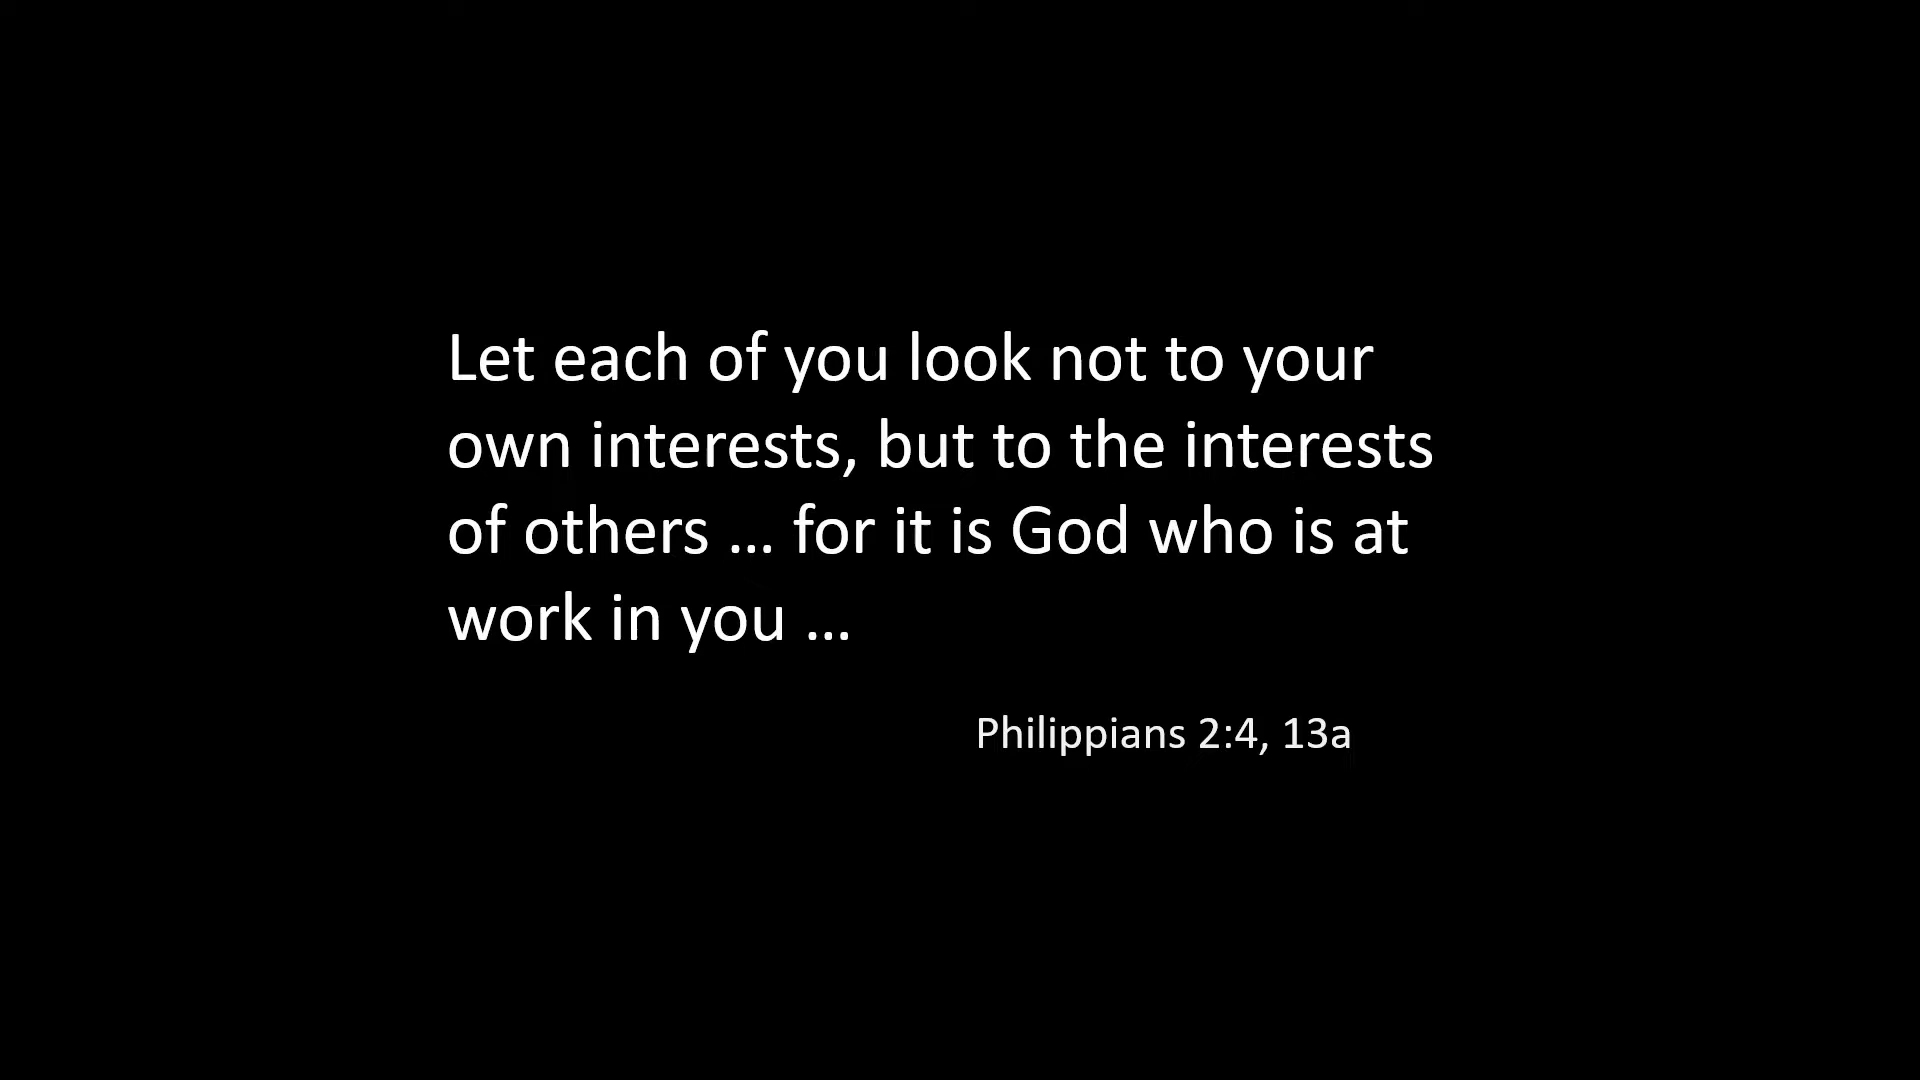 Let each of you look not to your
own interests, but to the interests
of others … for it is God who is at
work in you …
Philippians 2:4, 13a